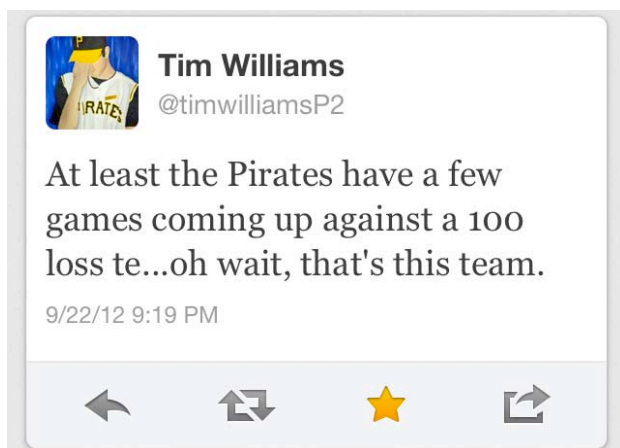 P
IRATES
Tim Williams
@timwilliamsP2
At least the Pirates have a few
games coming up against a 100
loss te...oh wait, that's this team.
9/22/12 9:19 PM